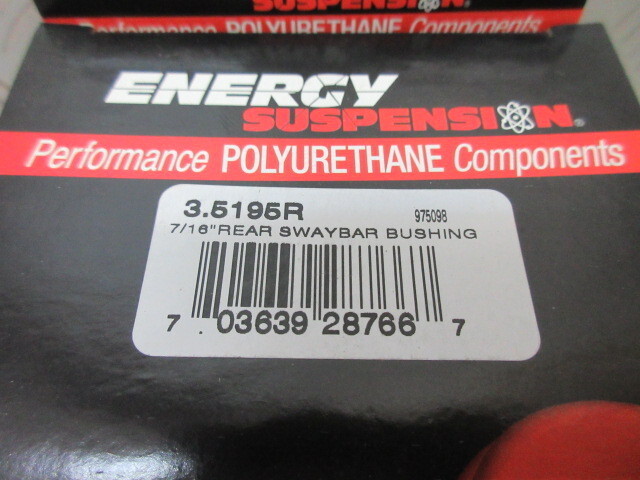 SUSPENSION®
Performance POLYURETHANE Components
ENERGY
SUSPENSION®
Performance POLYURETHANE Components
3.5195R 975098
7/16" REAR SWAYBAR BUSHING
7 03639 28766 7